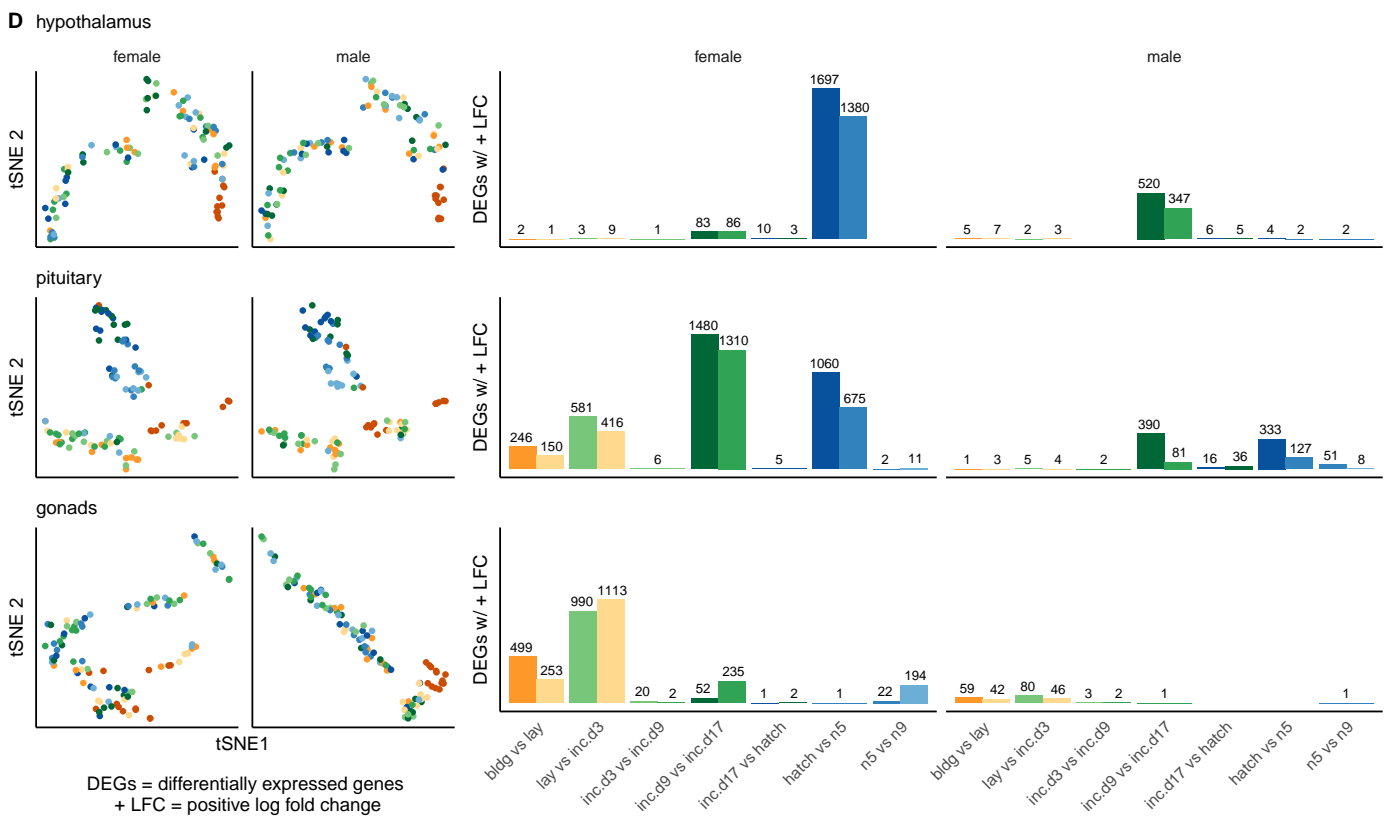 D hypothalamus
female male female male
tSNE 2
DEGs w/ + LFC
2 1 3 9 1 83 86 10 3 1697 1380
5 7 2 3 520 347 6 5 4 2 2
pituitary
tSNE 2
DEGs w/ + LFC
246 150 581 416 6 1480 1310 5 1060 675 2 11
1 3 5 4 2 390 81 16 36 333 127 51 8
gonads
tSNE 2
DEGs w/ + LFC
499 253 990 1113 20 2 52 235 1 2 1 22 194
59 42 80 46 3 2 1 1
tSNE1
bldg vs lay
lay vs inc.d3
inc.d3 vs inc.d9
inc.d9 vs inc.d17
inc.d17 vs hatch
hatch vs n5
n5 vs n9
bldg vs lay
lay vs inc.d3
inc.d3 vs inc.d9
inc.d9 vs inc.d17
inc.d17 vs hatch
hatch vs n5
n5 vs n9
DEGs = differentially expressed genes
+ LFC = positive log fold change